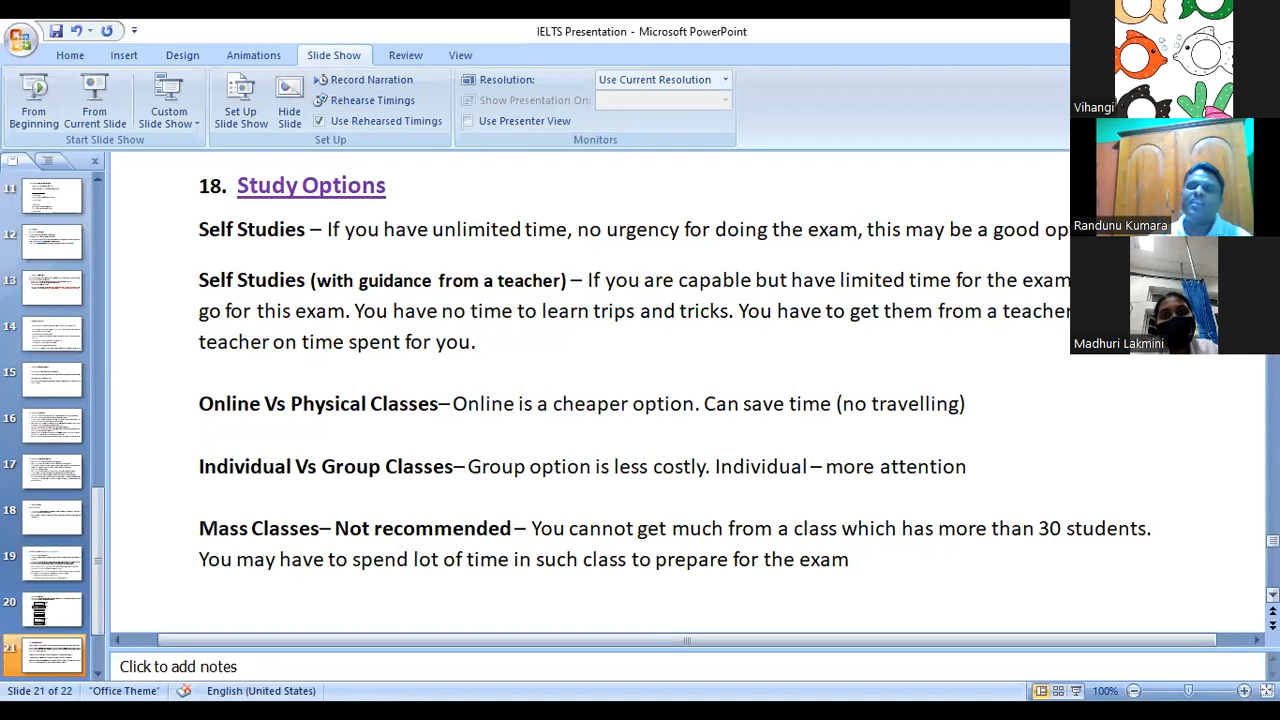 IELTS Presentation - Microsoft PowerPoint
Home Insert Design Animations Slide Show Review View
From Beginning
From Current Slide
Custom Slide Show
Start Slide Show
Set Up Slide Show
Hide Slide
Record Narration
Rehearse Timings
Use Rehearsed Timings
Set Up
Resolution: Use Current Resolution
Show Presentation On:
Use Presenter View
Monitors
Vihangi
Randunu Kumara
Madhuri Lakmini
11
12
13
14
15
16
17
18
19
20
21
18. Study Options
Self Studies – If you have unlimited time, no urgency for doing the exam, this may be a good op
Self Studies (with guidance from a teacher) – If you are capable but have limited time for the exam
go for this exam. You have no time to learn trips and tricks. You have to get them from a teacher
teacher on time spent for you.
Online Vs Physical Classes– Online is a cheaper option. Can save time (no travelling)
Individual Vs Group Classes– Group option is less costly. Individual – more attention
Mass Classes– Not recommended – You cannot get much from a class which has more than 30 students.
You may have to spend lot of time in such class to prepare for the exam
Click to add notes
Slide 21 of 22 "Office Theme" English (United States) 100%